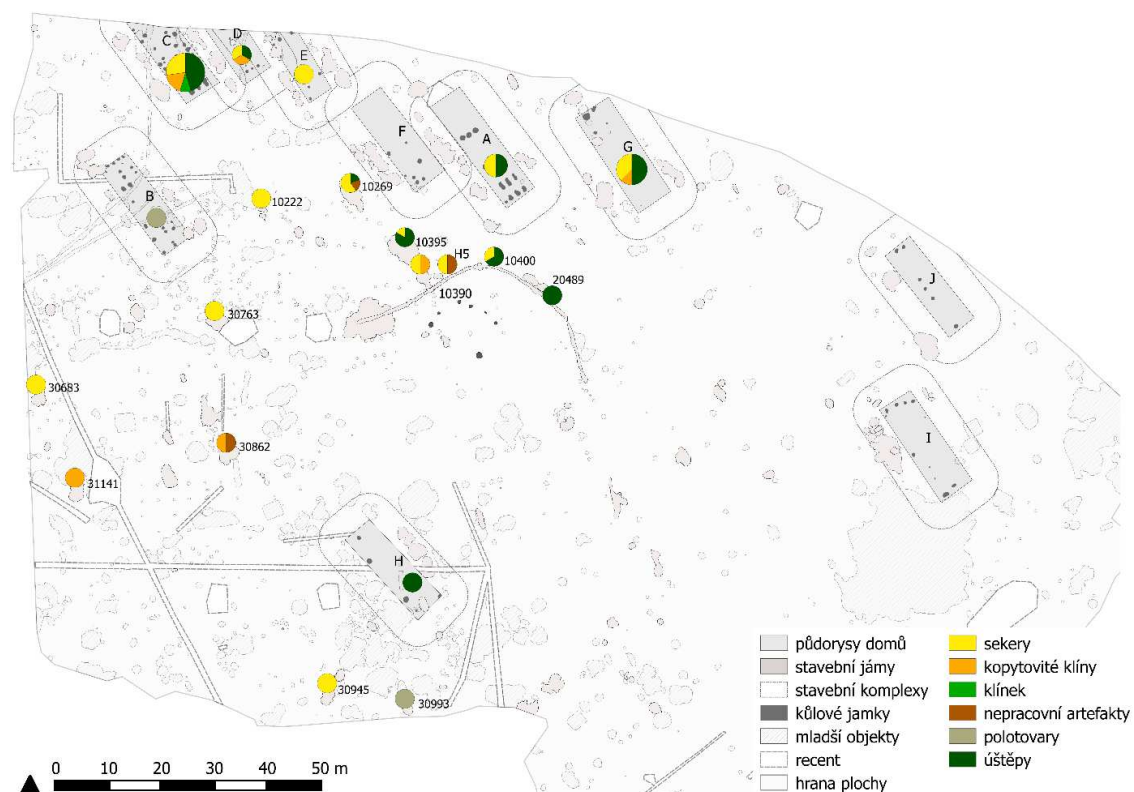 D
C
E
F
A
G
B
10269
10222
10395
H5
10400
20489
10390
J
30763
30683
30862
I
31141
H
30945
30993
půdorysy domů
stavební jámy
stavební komplexy
kůlové jamky
mladší objekty
recent
hrana plochy
sekery
kopytovité klíny
klínek
nepracovní artefakty
polotovary
úštěpy
0 10 20 30 40 50 m